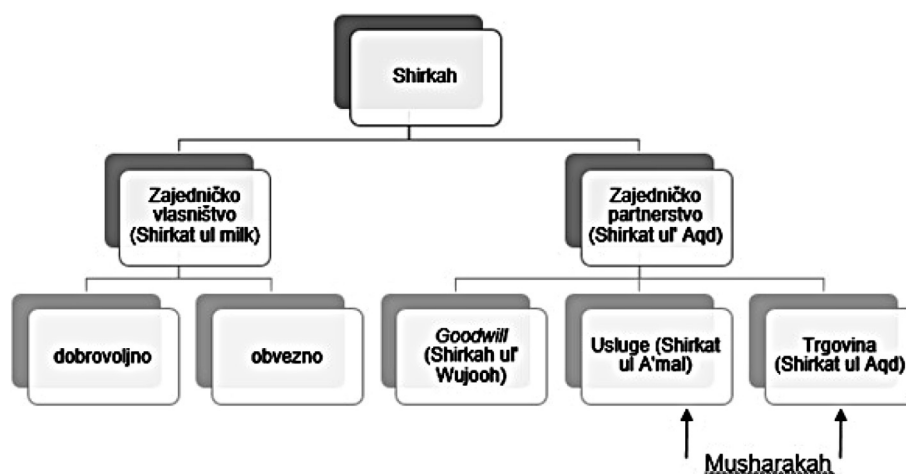 Shirkah
Zajedničko
vlasništvo
(Shirkat ul milk)
Zajedničko
partnerstvo
(Shirkat ul' Aqd)
dobrovoljno
obvezno
Goodwill
(Shirkah ul'
Wujooh)
Usluge (Shirkat
ul A'mal)
Trgovina
(Shirkat ul Aqd)
Musharakah